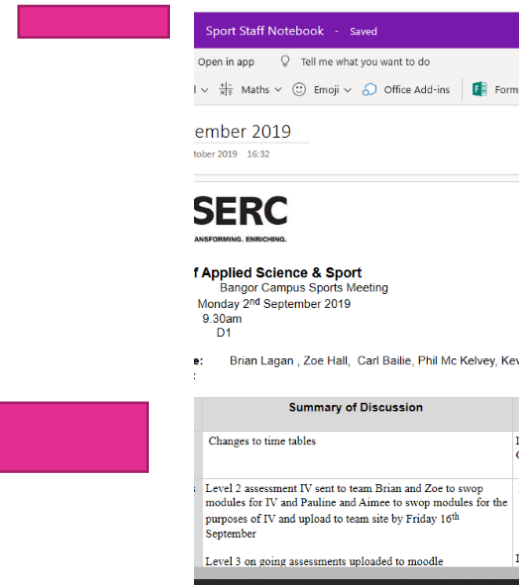 Sport Staff Notebook - Saved
Open in app Tell me what you want to do
Maths Emoji Office Add-ins Form
ember 2019
tober 2019 16:32
SERC
ANSFORMING. ENRICHING.
f Applied Science & Sport
Bangor Campus Sports Meeting
Monday 2nd September 2019
9.30am
D1
e: Brian Lagan , Zoe Hall, Carl Bailie, Phil Mc Kelvey, Kev
:
Summary of Discussion
Changes to time tables
Level 2 assessment IV sent to team Brian and Zoe to swop
modules for IV and Pauline and Aimee to swop modules for the
purposes of IV and upload to team site by Friday 16th
September
Level 3 on going assessments uploaded to moodle